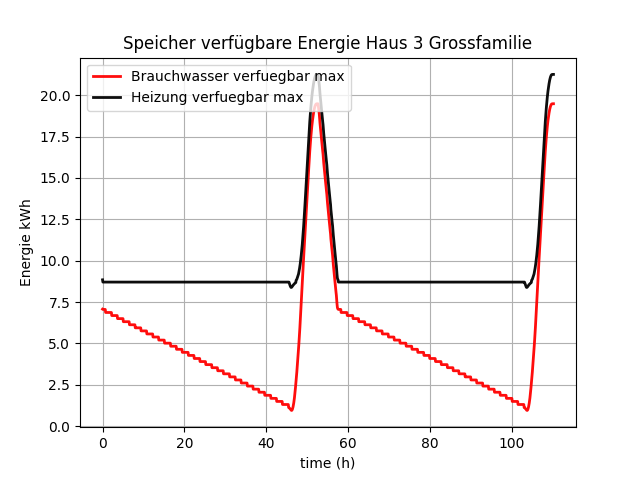 Speicher verfügbare Energie Haus 3 Grossfamilie
Brauchwasser verfuegbar max
Heizung verfuegbar max
Energie kWh
20.0
17.5
15.0
12.5
10.0
7.5
5.0
2.5
0.0
0 20 40 60 80 100
time (h)